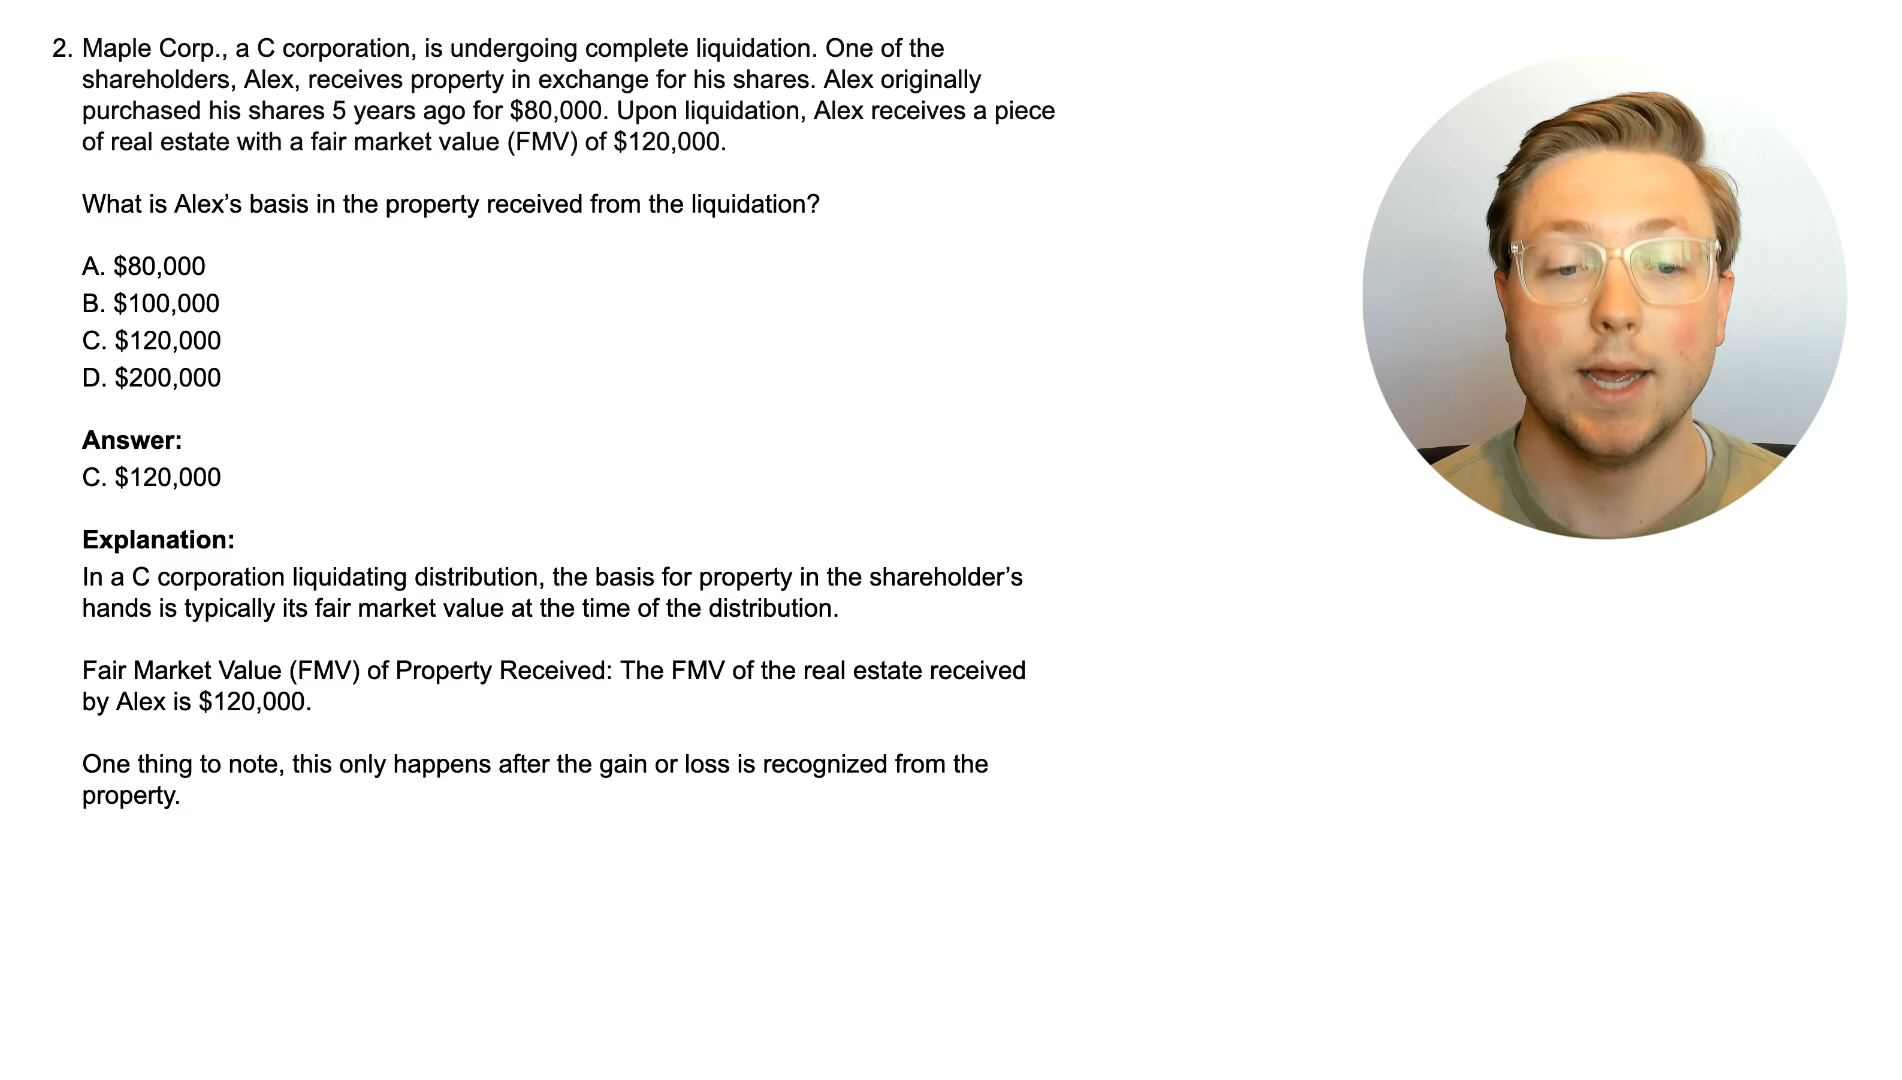 2. Maple Corp., a C corporation, is undergoing complete liquidation. One of the
shareholders, Alex, receives property in exchange for his shares. Alex originally
purchased his shares 5 years ago for $80,000. Upon liquidation, Alex receives a piece
of real estate with a fair market value (FMV) of $120,000.
What is Alex’s basis in the property received from the liquidation?
A. $80,000
B. $100,000
C. $120,000
D. $200,000
Answer:
C. $120,000
Explanation:
In a C corporation liquidating distribution, the basis for property in the shareholder’s
hands is typically its fair market value at the time of the distribution.
Fair Market Value (FMV) of Property Received: The FMV of the real estate received
by Alex is $120,000.
One thing to note, this only happens after the gain or loss is recognized from the
property.